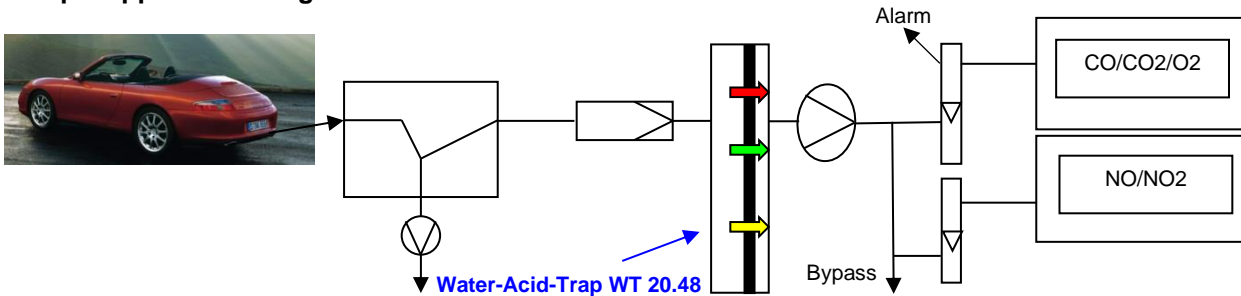 Alarm
CO/CO2/O2
NO/NO2
Bypass
Water-Acid-Trap WT 20.48